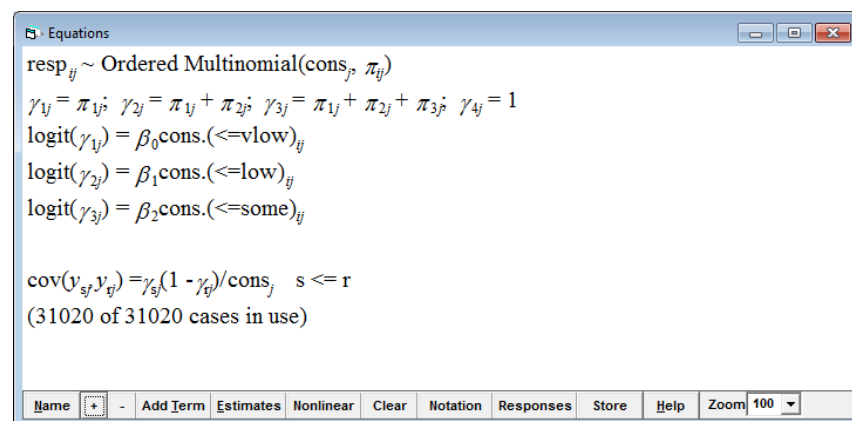 Equations
resp_ij ~ Ordered Multinomial(cons_j, π_ij)
γ_1j = π_1j; γ_2j = π_1j + π_2j; γ_3j = π_1j + π_2j + π_3j; γ_4j = 1
logit(γ_1j) = β_0cons.(<=vlow)_ij
logit(γ_2j) = β_1cons.(<=low)_ij
logit(γ_3j) = β_2cons.(<=some)_ij
cov(y_sj, y_rj) = γ_sj(1 - γ_rj)/cons_j s <= r
(31020 of 31020 cases in use)
Name + - Add Term Estimates Nonlinear Clear Notation Responses Store Help Zoom 100